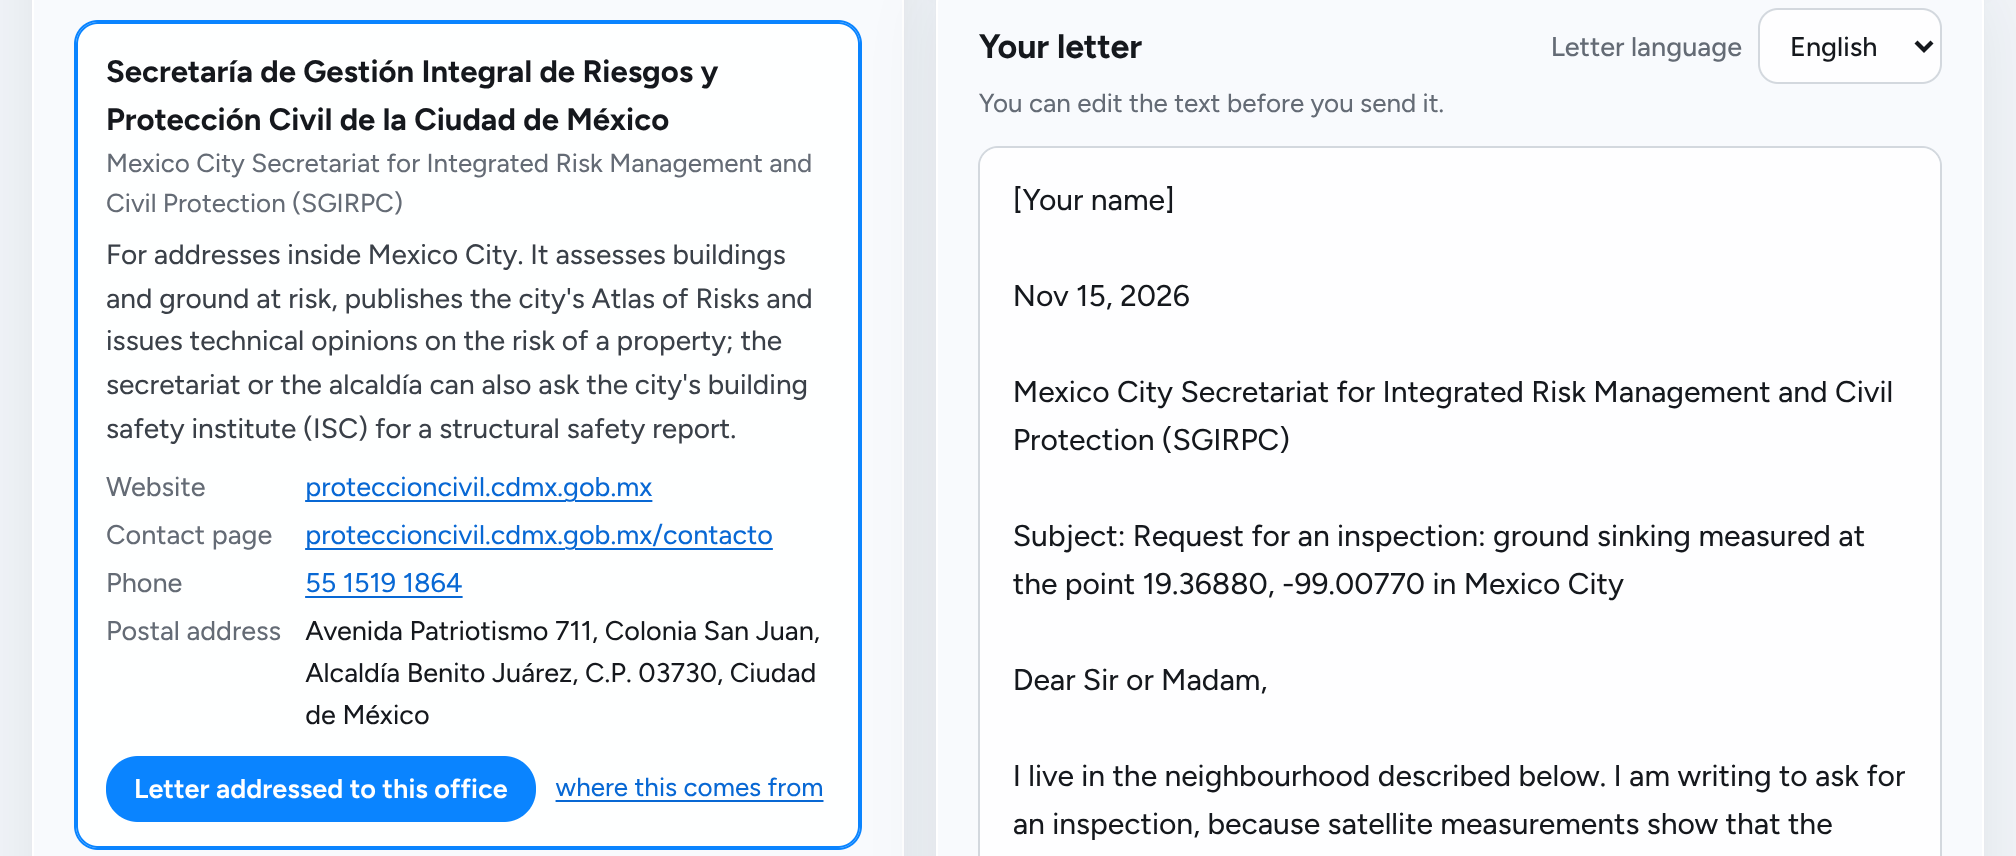 Secretaría de Gestión Integral de Riesgos y
Protección Civil de la Ciudad de México
Mexico City Secretariat for Integrated Risk Management and
Civil Protection (SGIRPC)
For addresses inside Mexico City. It assesses buildings
and ground at risk, publishes the city's Atlas of Risks and
issues technical opinions on the risk of a property; the
secretariat or the alcaldía can also ask the city's building
safety institute (ISC) for a structural safety report.
Website proteccioncivil.cdmx.gob.mx
Contact page proteccioncivil.cdmx.gob.mx/contacto
Phone 55 1519 1864
Postal address Avenida Patriotismo 711, Colonia San Juan,
Alcaldía Benito Juárez, C.P. 03730, Ciudad
de México
Letter addressed to this office where this comes from
Your letter
Letter language English
You can edit the text before you send it.
[Your name]
Nov 15, 2026
Mexico City Secretariat for Integrated Risk Management and Civil
Protection (SGIRPC)
Subject: Request for an inspection: ground sinking measured at
the point 19.36880, -99.00770 in Mexico City
Dear Sir or Madam,
I live in the neighbourhood described below. I am writing to ask for
an inspection, because satellite measurements show that the